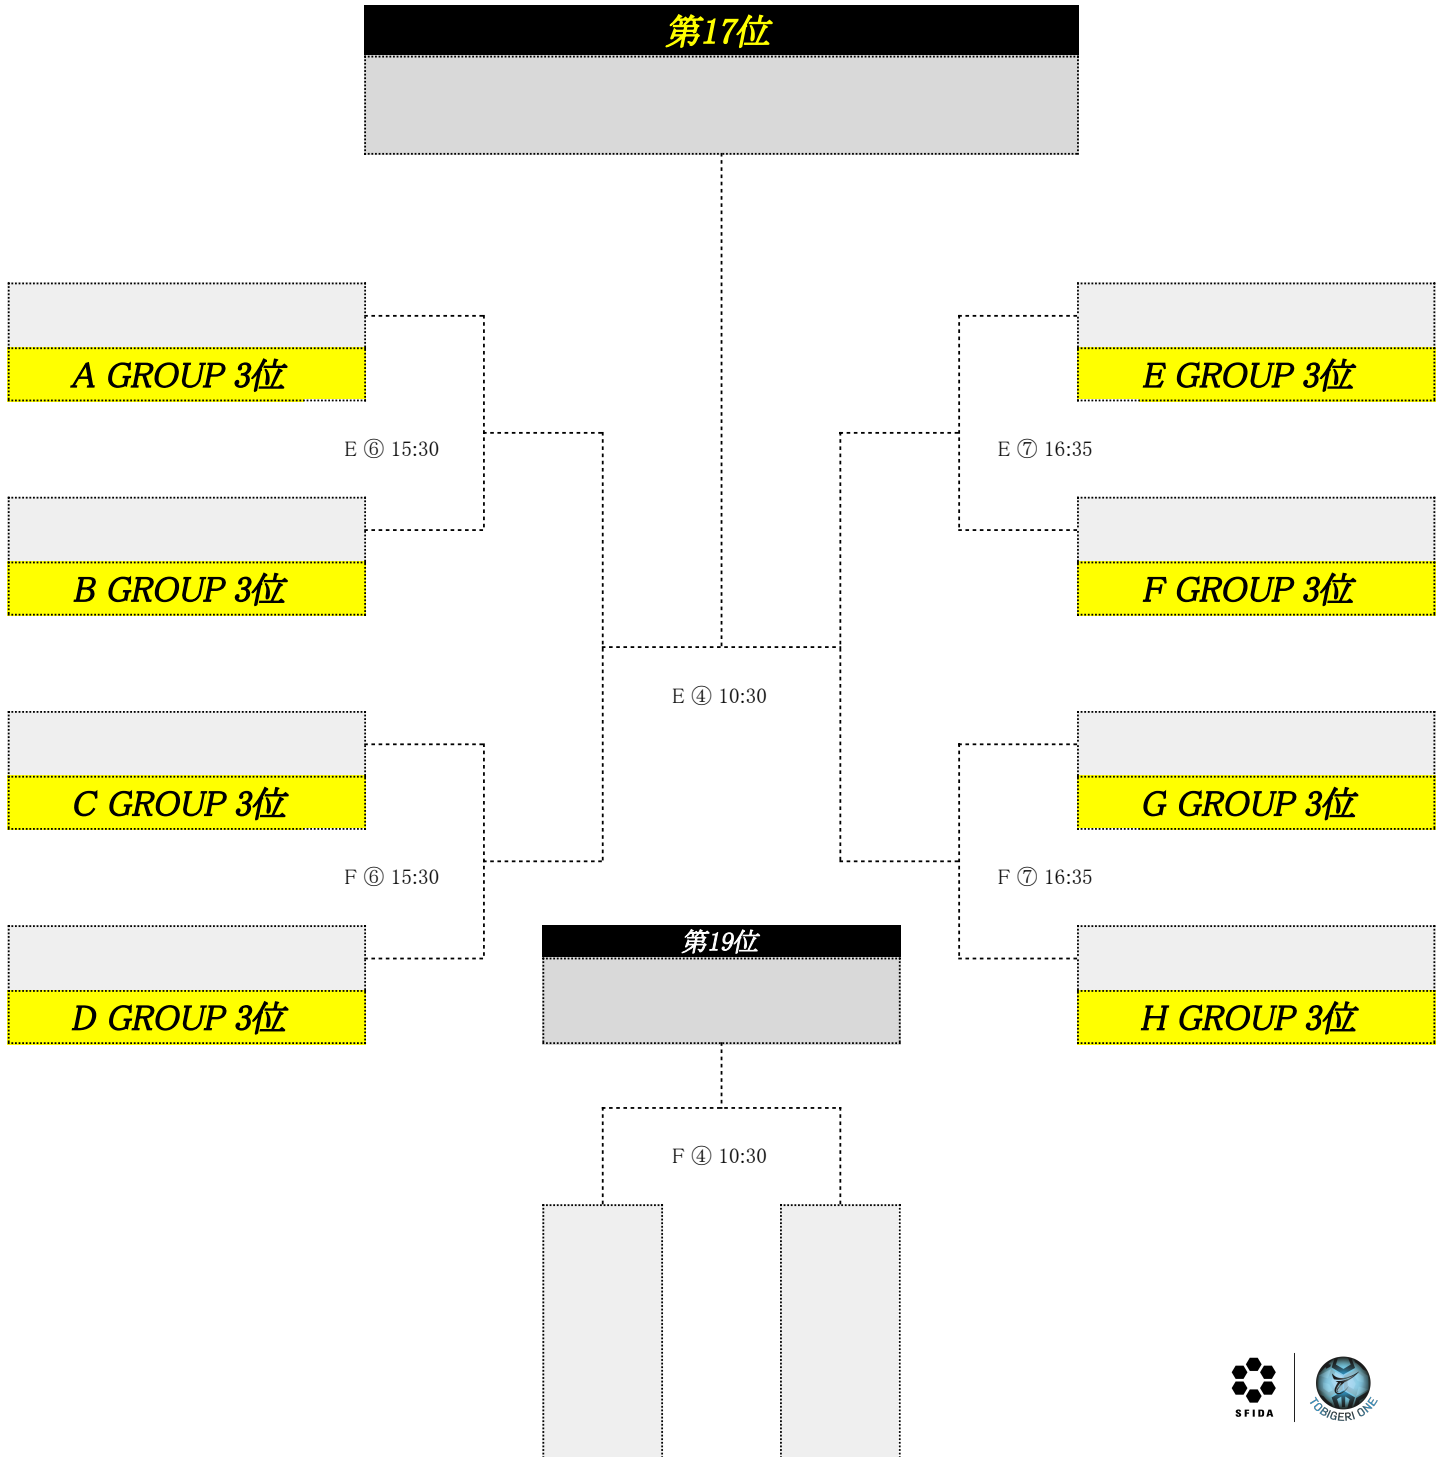 第17位
A GROUP 3位
E GROUP 3位
E ⑥ 15:30
E ⑦ 16:35
B GROUP 3位
F GROUP 3位
E ④ 10:30
C GROUP 3位
G GROUP 3位
F ⑥ 15:30
F ⑦ 16:35
第19位
D GROUP 3位
H GROUP 3位
F ④ 10:30
SFIDA
TOBIGERI ONE